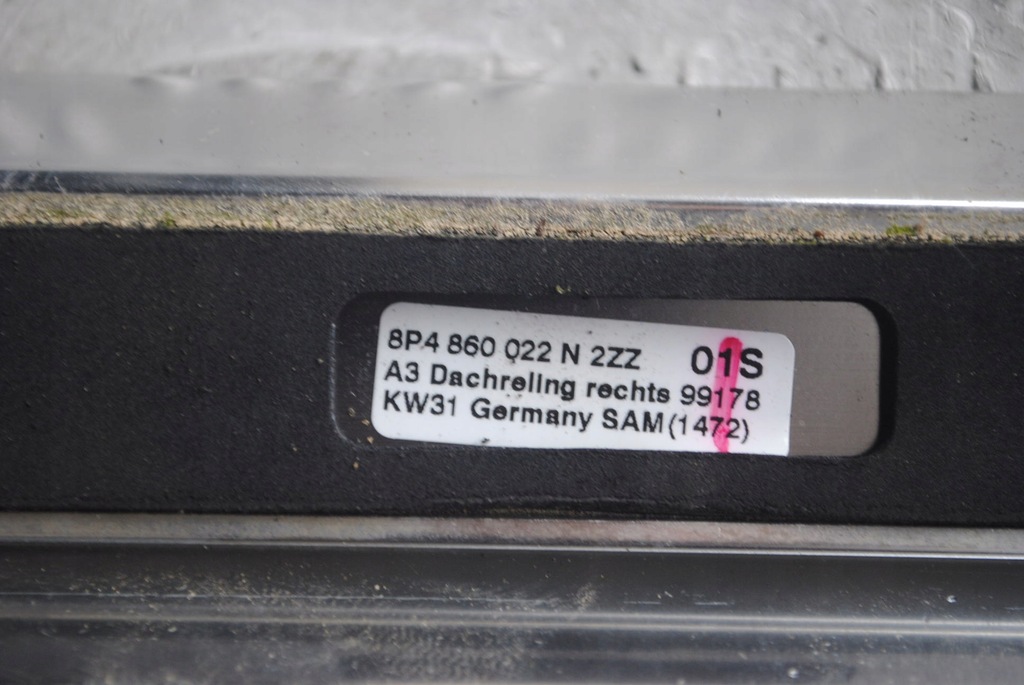 8P4 860 022 N 2ZZ 01S
A3 Dachreling rechts 99178
KW31 Germany SAM(1472)